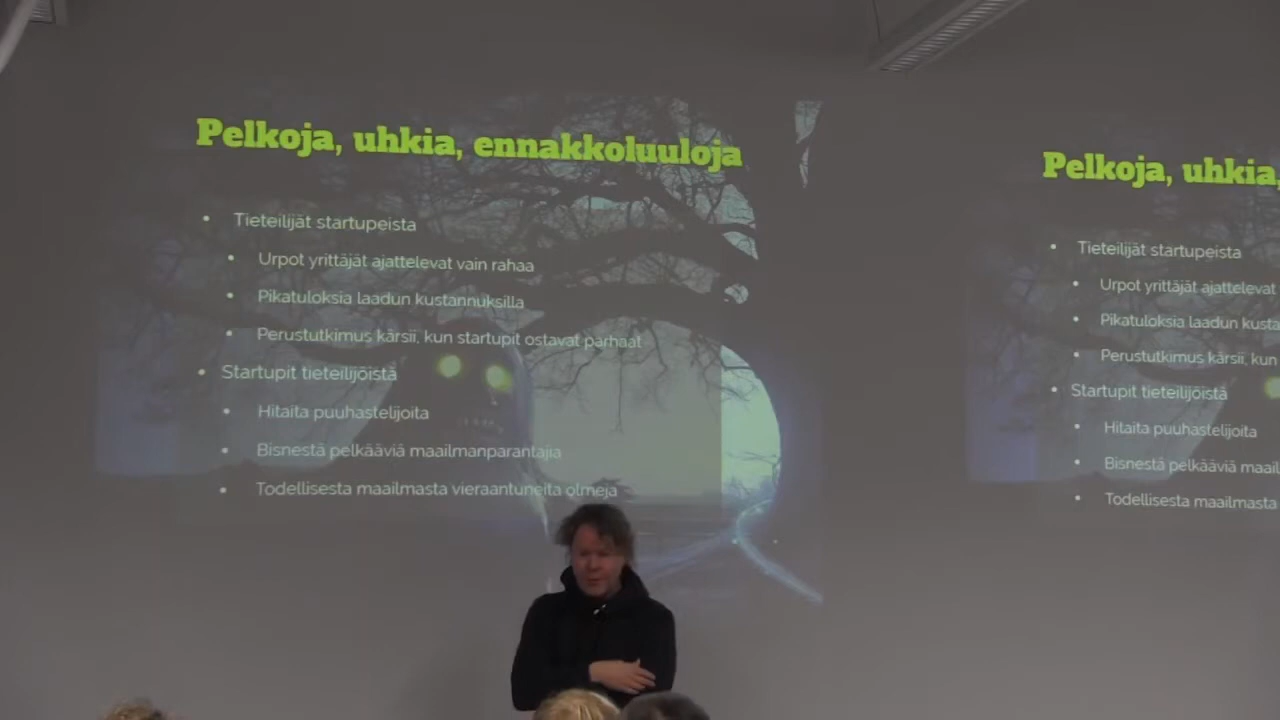 Pelkoja, uhkia, ennakkoluuloja
Tieteilijät startupeista
Urpot yrittäjät ajattelevat vain rahaa
Pikatuloksia laadun kustannuksilla
Perustutkimus kärsii, kun startupit ostavat parhaat
Startupit tieteilijöistä
Hitaita puuhastelijoita
Bisnestä pelkääviä maailmanparantajia
Todellisesta maailmasta vieraantuneita olmeja
Pelkoja, uhkia,
Tieteilijät startupeista
Urpot yrittäjät ajattelevat
Pikatuloksia laadun kusta
Perustutkimus kärsii, kun
Startupit tieteilijöistä
Hitaita puuhastelijoita
Bisnestä pelkääviä maail
Todellisesta maailmasta